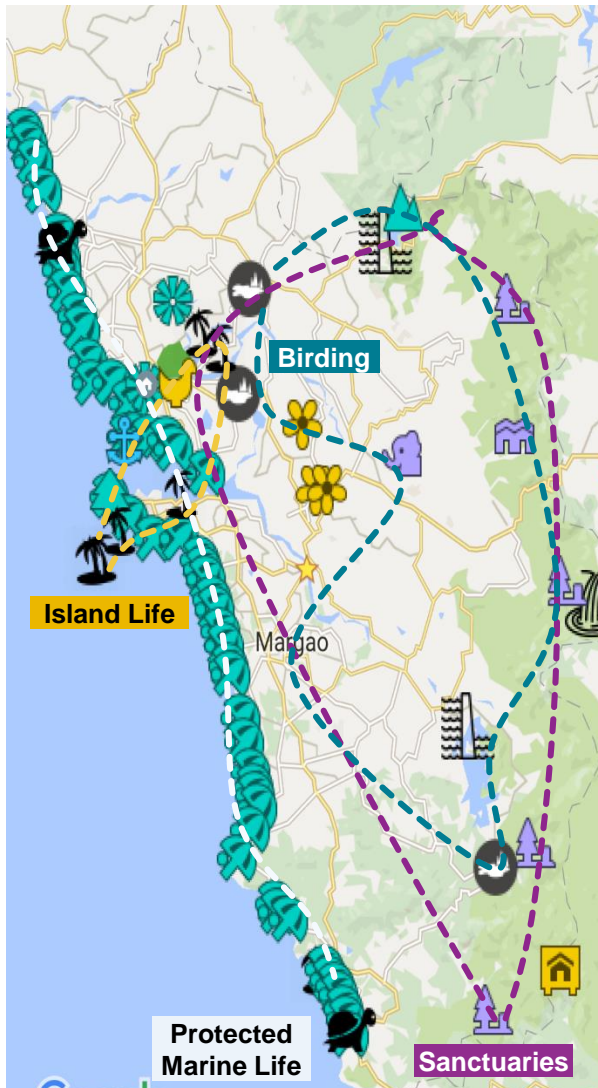 Birding
Island Life
Margao
Protected
Marine Life
Sanctuaries